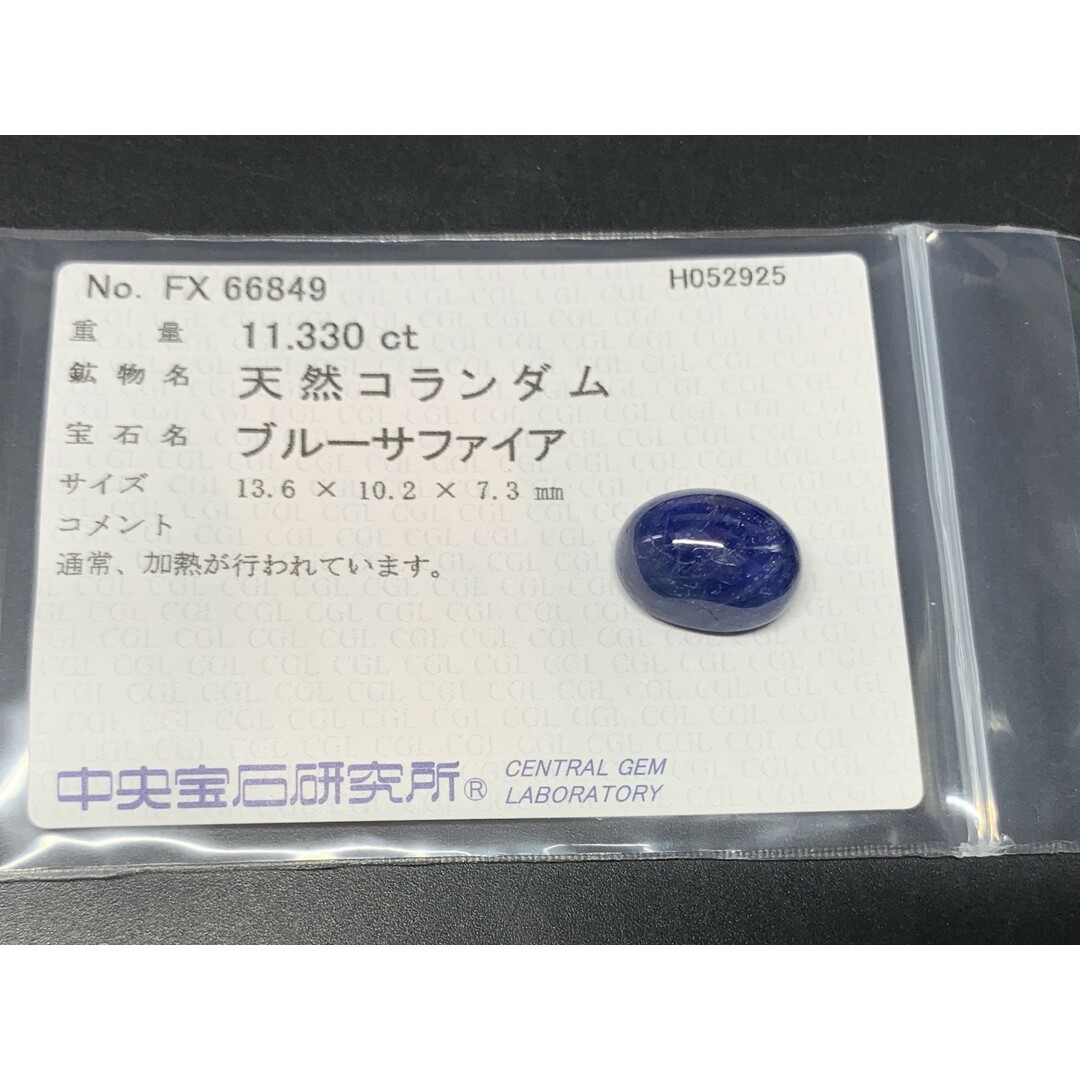 No. FX 66849 H052925
重 量 11.330 ct
鉱物名 天然コランダム
宝石名 ブルーサファイア
サイズ 13.6 × 10.2 × 7.3 mm
コメント
通常、加熱が行われています。
中央宝石研究所® CENTRAL GEM
LABORATORY